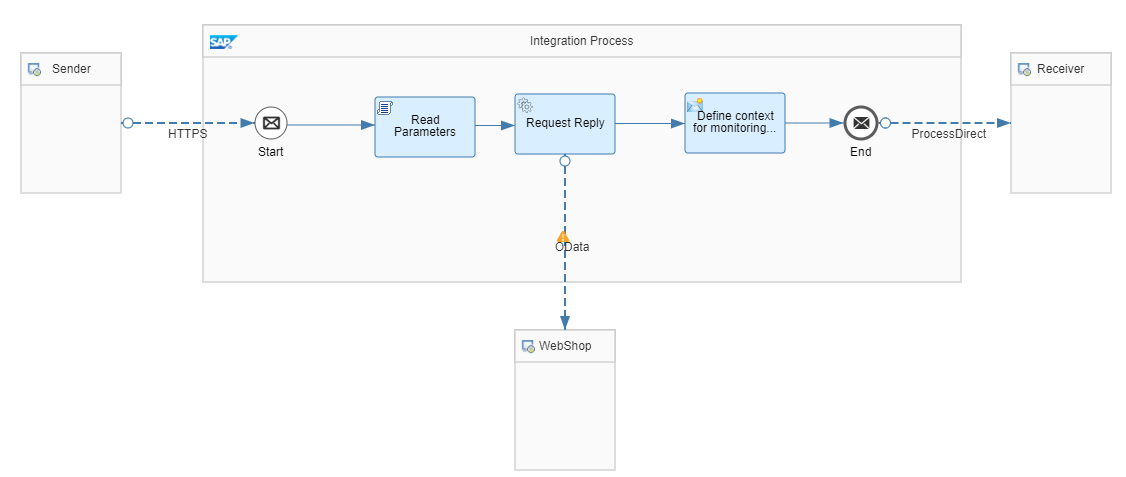 SAP
Integration Process
Sender
Receiver
HTTPS
Start
Read
Parameters
Request Reply
Define context
for monitoring...
End
ProcessDirect
OData
WebShop